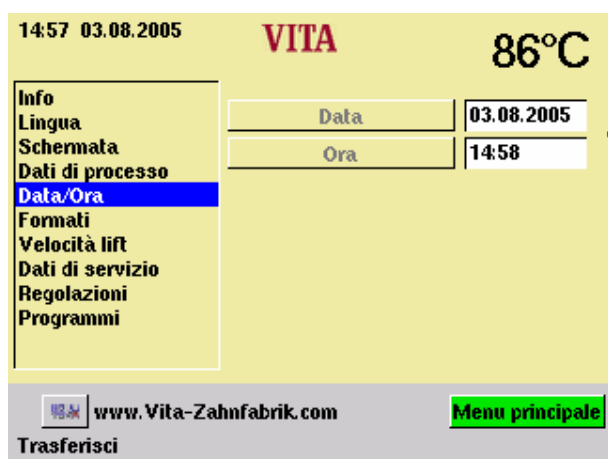 14:57 03.08.2005
VITA
86°C
Info
Lingua
Schermata
Dati di processo
Data/Ora
Formati
Velocità lift
Dati di servizio
Regolazioni
Programmi
Data
03.08.2005
Ora
14:58
www.Vita-Zahnfabrik.com
Menu principale
Trasferisci